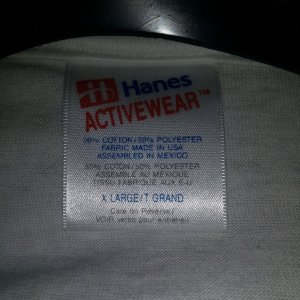 Hanes
ACTIVEWEAR™
50% COTTON/50% POLYESTER
FABRIC MADE IN USA
ASSEMBLED IN MEXICO
50% COTON/50% POLYESTER
ASSEMBLE AU MEXIQUE
TISSU FABRIQUE AUX E-U
X LARGE/T GRAND
Care on Reverse/
VOIR verso pour entretien